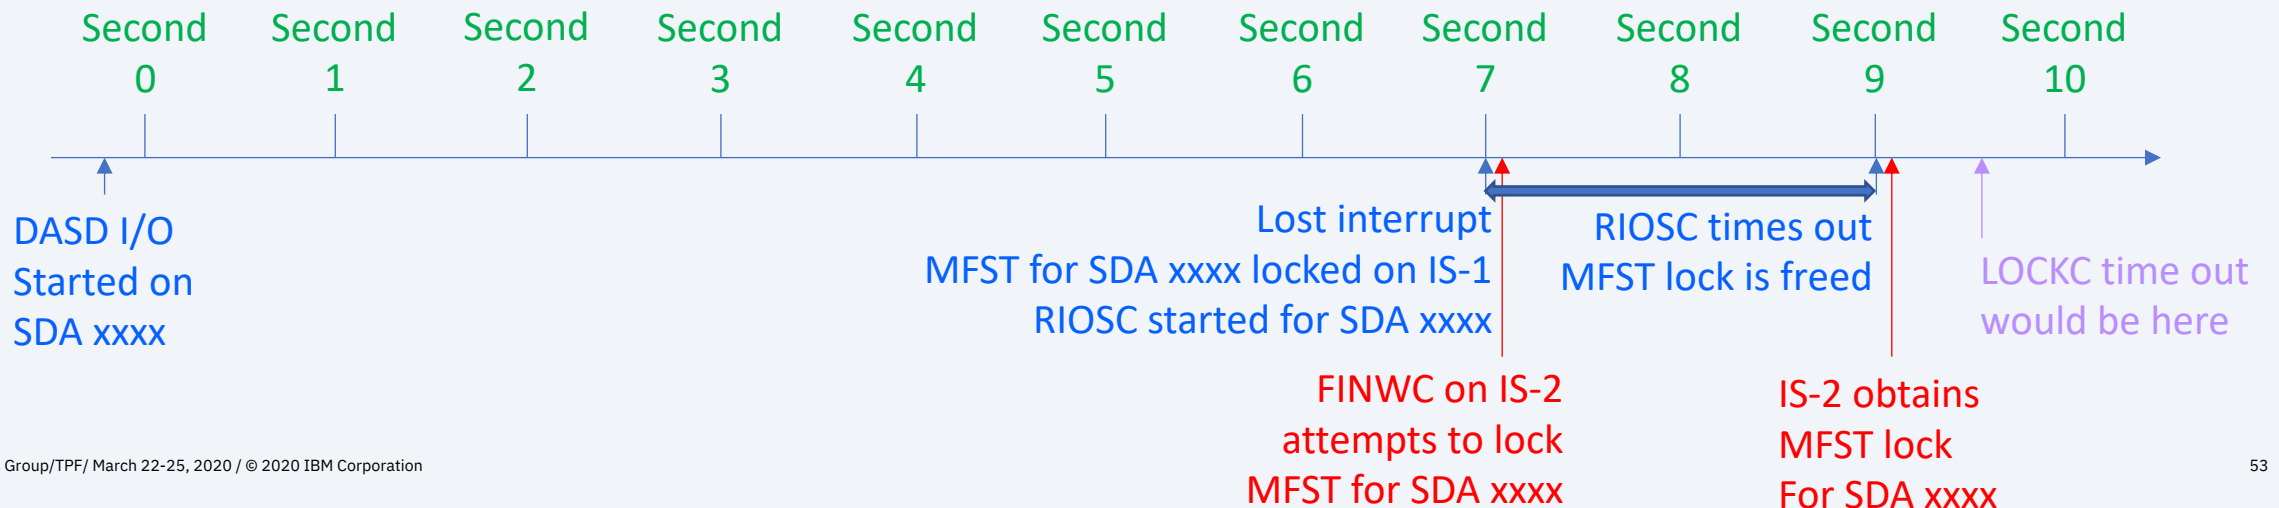 Second Second Second Second Second Second Second Second Second Second Second
0 1 2 3 4 5 6 7 8 9 10
DASD I/O
Started on
SDA xxxx
Lost interrupt
MFST for SDA xxxx locked on IS-1
RIOSC started for SDA xxxx
RIOSC times out
MFST lock is freed
LOCKC time out
would be here
FINWC on IS-2
attempts to lock
MFST for SDA xxxx
IS-2 obtains
MFST lock
For SDA xxxx
Group/TPF/ March 22-25, 2020 / © 2020 IBM Corporation
53